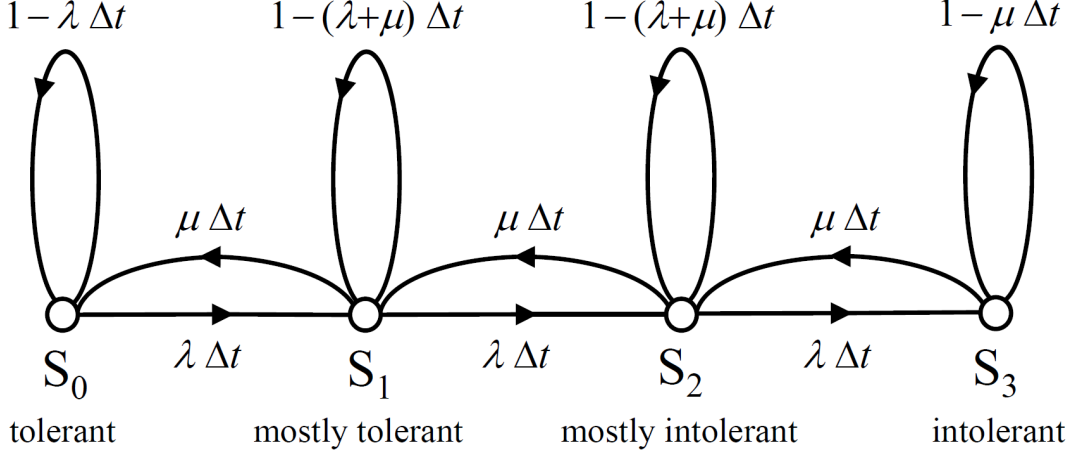 1 − λ Δt 1 − (λ+μ) Δt 1 − (λ+μ) Δt 1 − μ Δt
μ Δt μ Δt μ Δt
λ Δt λ Δt λ Δt
S₀ S₁ S₂ S₃
tolerant mostly tolerant mostly intolerant intolerant